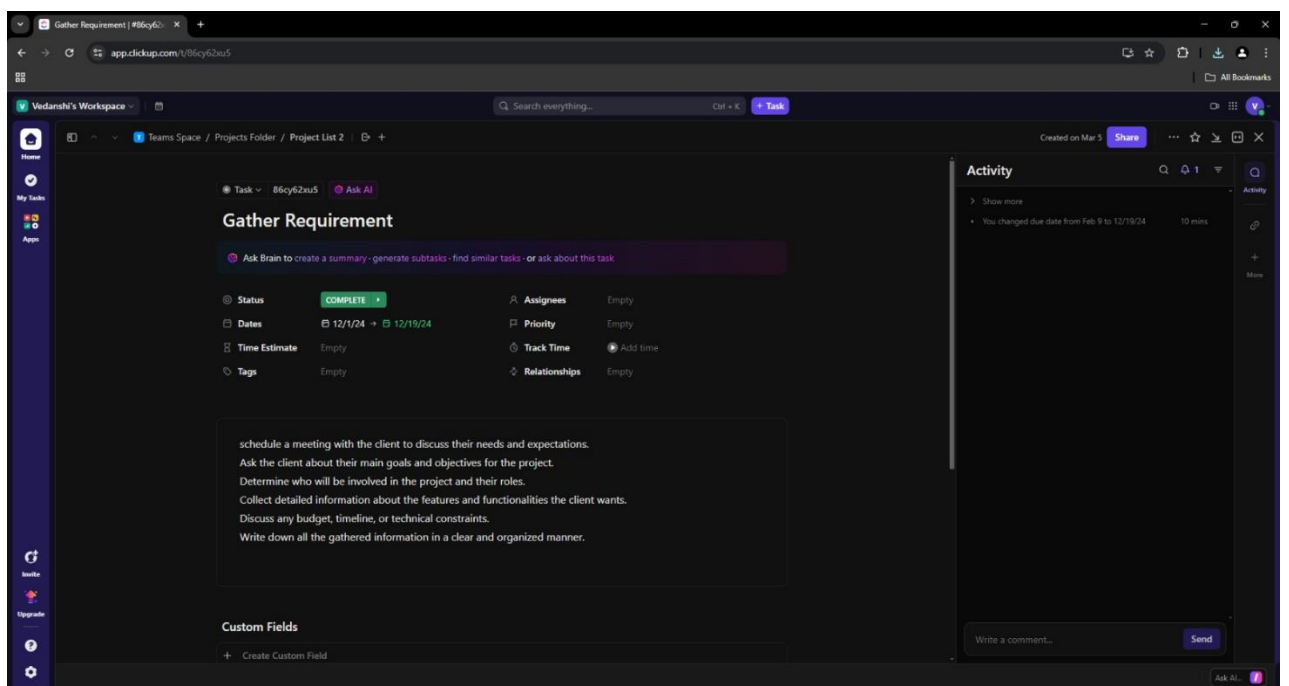 Gather Requirement | #86cy62
app.clickup.com/t/86cy62xu5
All Bookmarks
Vedanshi's Workspace
Search everything...
Ctrl + K
+ Task
Home
My Tasks
Apps
Invite
Upgrade
Teams Space / Projects Folder / Project List 2
Created on Mar 5
Share
Task
86cy62xu5
Ask AI
Gather Requirement
Ask Brain to create a summary · generate subtasks · find similar tasks · or ask about this task
Status COMPLETE
Assignees Empty
Dates 12/1/24 → 12/19/24
Priority Empty
Time Estimate Empty
Track Time Add time
Tags Empty
Relationships Empty
schedule a meeting with the client to discuss their needs and expectations.
Ask the client about their main goals and objectives for the project.
Determine who will be involved in the project and their roles.
Collect detailed information about the features and functionalities the client wants.
Discuss any budget, timeline, or technical constraints.
Write down all the gathered information in a clear and organized manner.
Custom Fields
+ Create Custom Field
Activity
1
Show more
You changed due date from Feb 9 to 12/19/24 10 mins
Write a comment...
Send
Activity
More
Ask AI...